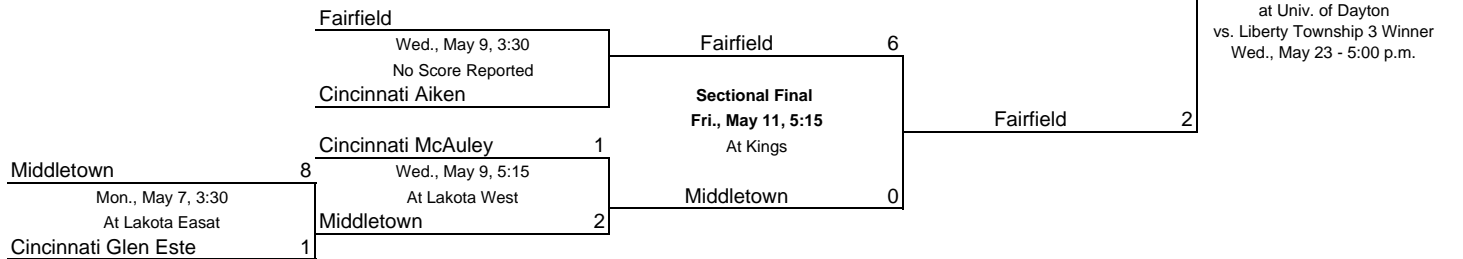 at Univ. of Dayton
Fairfield
vs. Liberty Township 3 Winner
Wed., May 9, 3:30
Fairfield 6
Wed., May 23 - 5:00 p.m.
No Score Reported
Cincinnati Aiken
Sectional Final
Fri., May 11, 5:15
Fairfield 2
Cincinnati McAuley 1
At Kings
Middletown 8
Wed., May 9, 5:15
Mon., May 7, 3:30
At Lakota West
Middletown 0
At Lakota Easat
Middletown 2
Cincinnati Glen Este 1